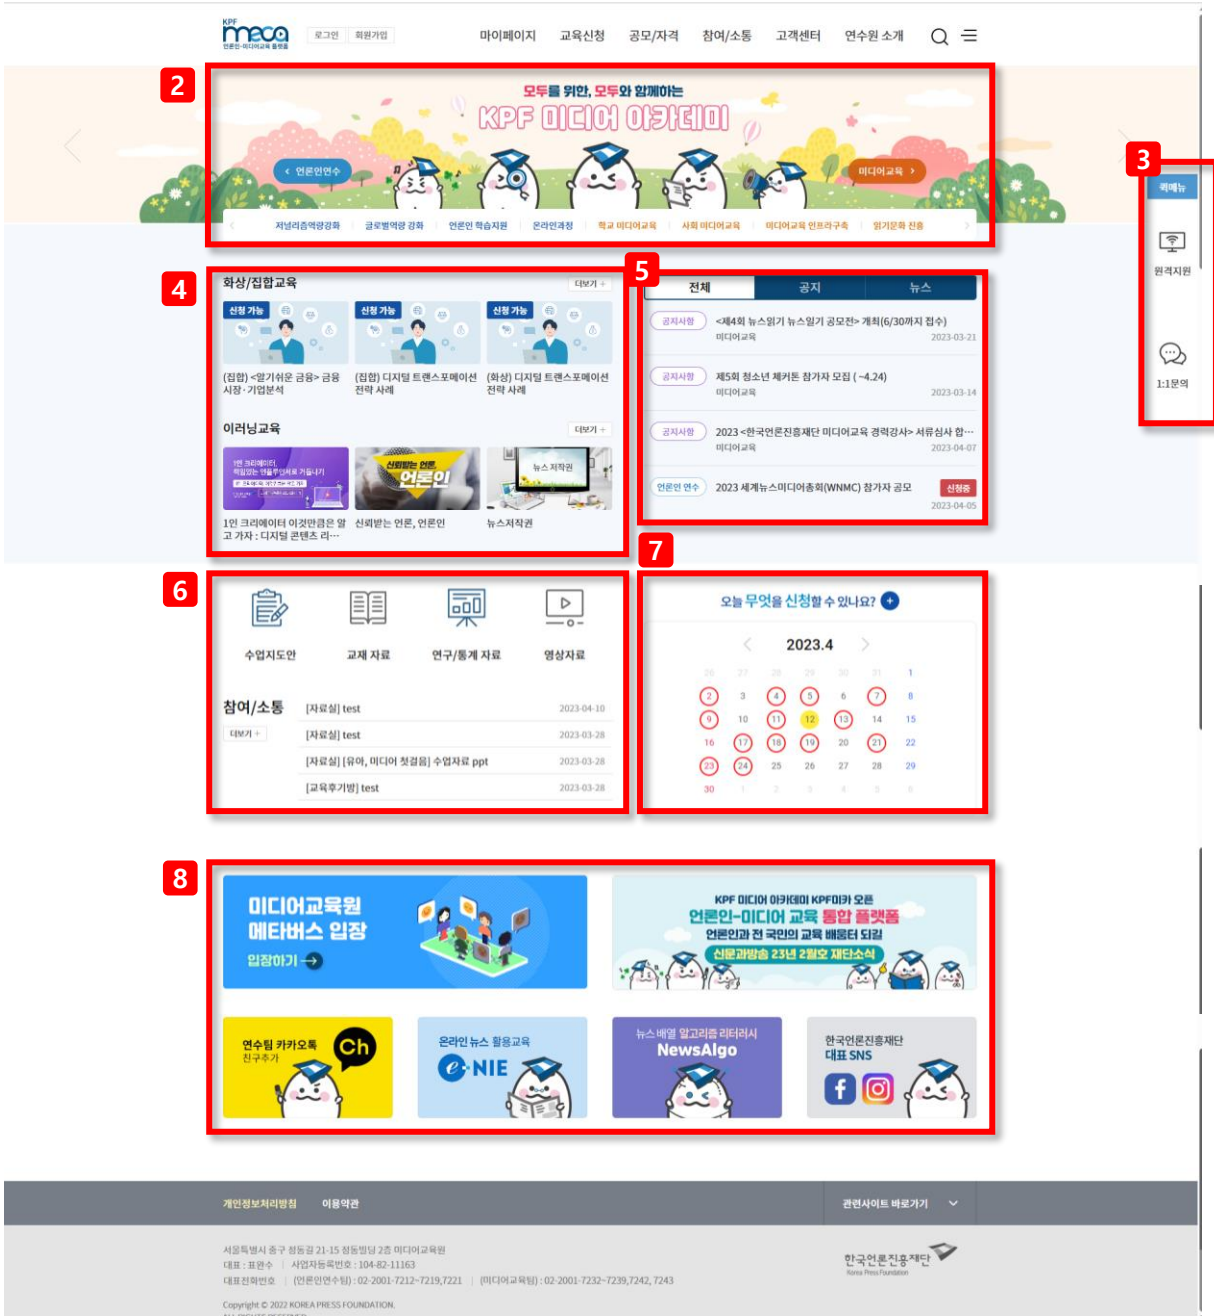 KPF
meca
언론인·미디어교육 플랫폼
로그인 회원가입
마이페이지 교육신청 공모/자격 참여/소통 고객센터 연수원 소개
2
모두를 위한, 모두와 함께하는
KPF 미디어 아카데미
< 언론인연수
미디어교육 >
저널리즘역량강화 글로벌역량 강화 언론인 학습지원 온라인과정 학교 미디어교육 사회 미디어교육 미디어교육 인프라구축 읽기문화 진흥
3
퀵메뉴
원격지원
1:1문의
4
화상/집합교육
더보기 +
신청 가능 신청 가능 신청 가능
(집합) <알기쉬운 금융> 금융시장·기업분석
(집합) 디지털 트랜스포메이션 전략 사례
(화상) 디지털 트랜스포메이션 전략 사례
이러닝교육
더보기 +
1인 크리에이터,
신뢰받는 언론,
언론인
뉴스 저작권
1인 크리에이터 이것만큼은 알고 가자 : 디지털 콘텐츠 리…
신뢰받는 언론, 언론인
뉴스저작권
5
전체 공지 뉴스
공지사항 <제4회 뉴스읽기 뉴스일기 공모전> 개최(6/30까지 접수)
미디어교육 2023-03-21
공지사항 제5회 청소년 체커톤 참가자 모집 ( ~4.24)
미디어교육 2023-03-14
공지사항 2023 <한국언론진흥재단 미디어교육 경력강사> 서류심사 합…
미디어교육 2023-04-07
언론인 연수 2023 세계뉴스미디어총회(WNMC) 참가자 공모 신청중
2023-04-05
6
수업지도안 교재 자료 연구/통계 자료 영상자료
참여/소통
더보기 +
[자료실] test 2023-04-10
[자료실] test 2023-03-28
[자료실] [유아, 미디어 첫걸음] 수업자료 ppt 2023-03-28
[교육후기방] test 2023-03-28
7
오늘 무엇을 신청할 수 있나요? +
< 2023.4 >
26 27 28 29 30 31 1
2 3 4 5 6 7 8
9 10 11 12 13 14 15
16 17 18 19 20 21 22
23 24 25 26 27 28 29
30 1 2 3 4 5 6
8
미디어교육원
메타버스 입장
입장하기
KPF 미디어 아카데미 KPF미카 오픈
언론인-미디어 교육 통합 플랫폼
언론인과 전 국민의 교육 배움터 되길
신문과방송 23년 2월호 재단소식
연수팀 카카오톡
친구추가
Ch
온라인 뉴스 활용교육
e-NIE
뉴스 배열 알고리즘 리터러시
NewsAlgo
한국언론진흥재단
대표 SNS
개인정보처리방침 이용약관
관련사이트 바로가기
서울특별시 중구 정동길 21-15 정동빌딩 2층 미디어교육원
대표 : 표완수 | 사업자등록번호 : 104-82-11163
대표전화번호 | (언론인연수팀) : 02-2001-7212~7219,7221 | (미디어교육팀) : 02-2001-7232~7239,7242, 7243
Copyright © 2022 KOREA PRESS FOUNDATION.
ALL RIGHTS RESERVED
한국언론진흥재단
Korea Press Foundation